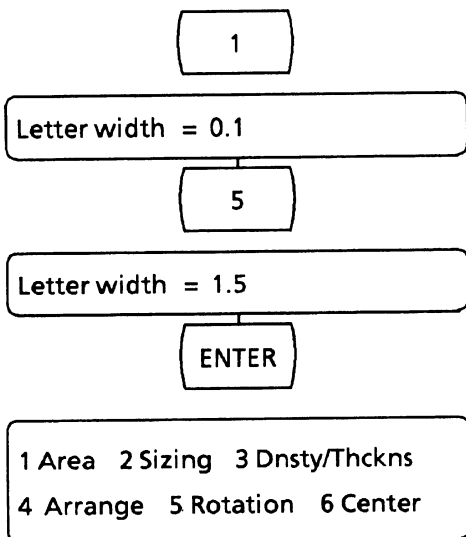 1
Letter width = 0.1
5
Letter width = 1.5
ENTER
1 Area 2 Sizing 3 Dnsty/Thckns
4 Arrange 5 Rotation 6 Center